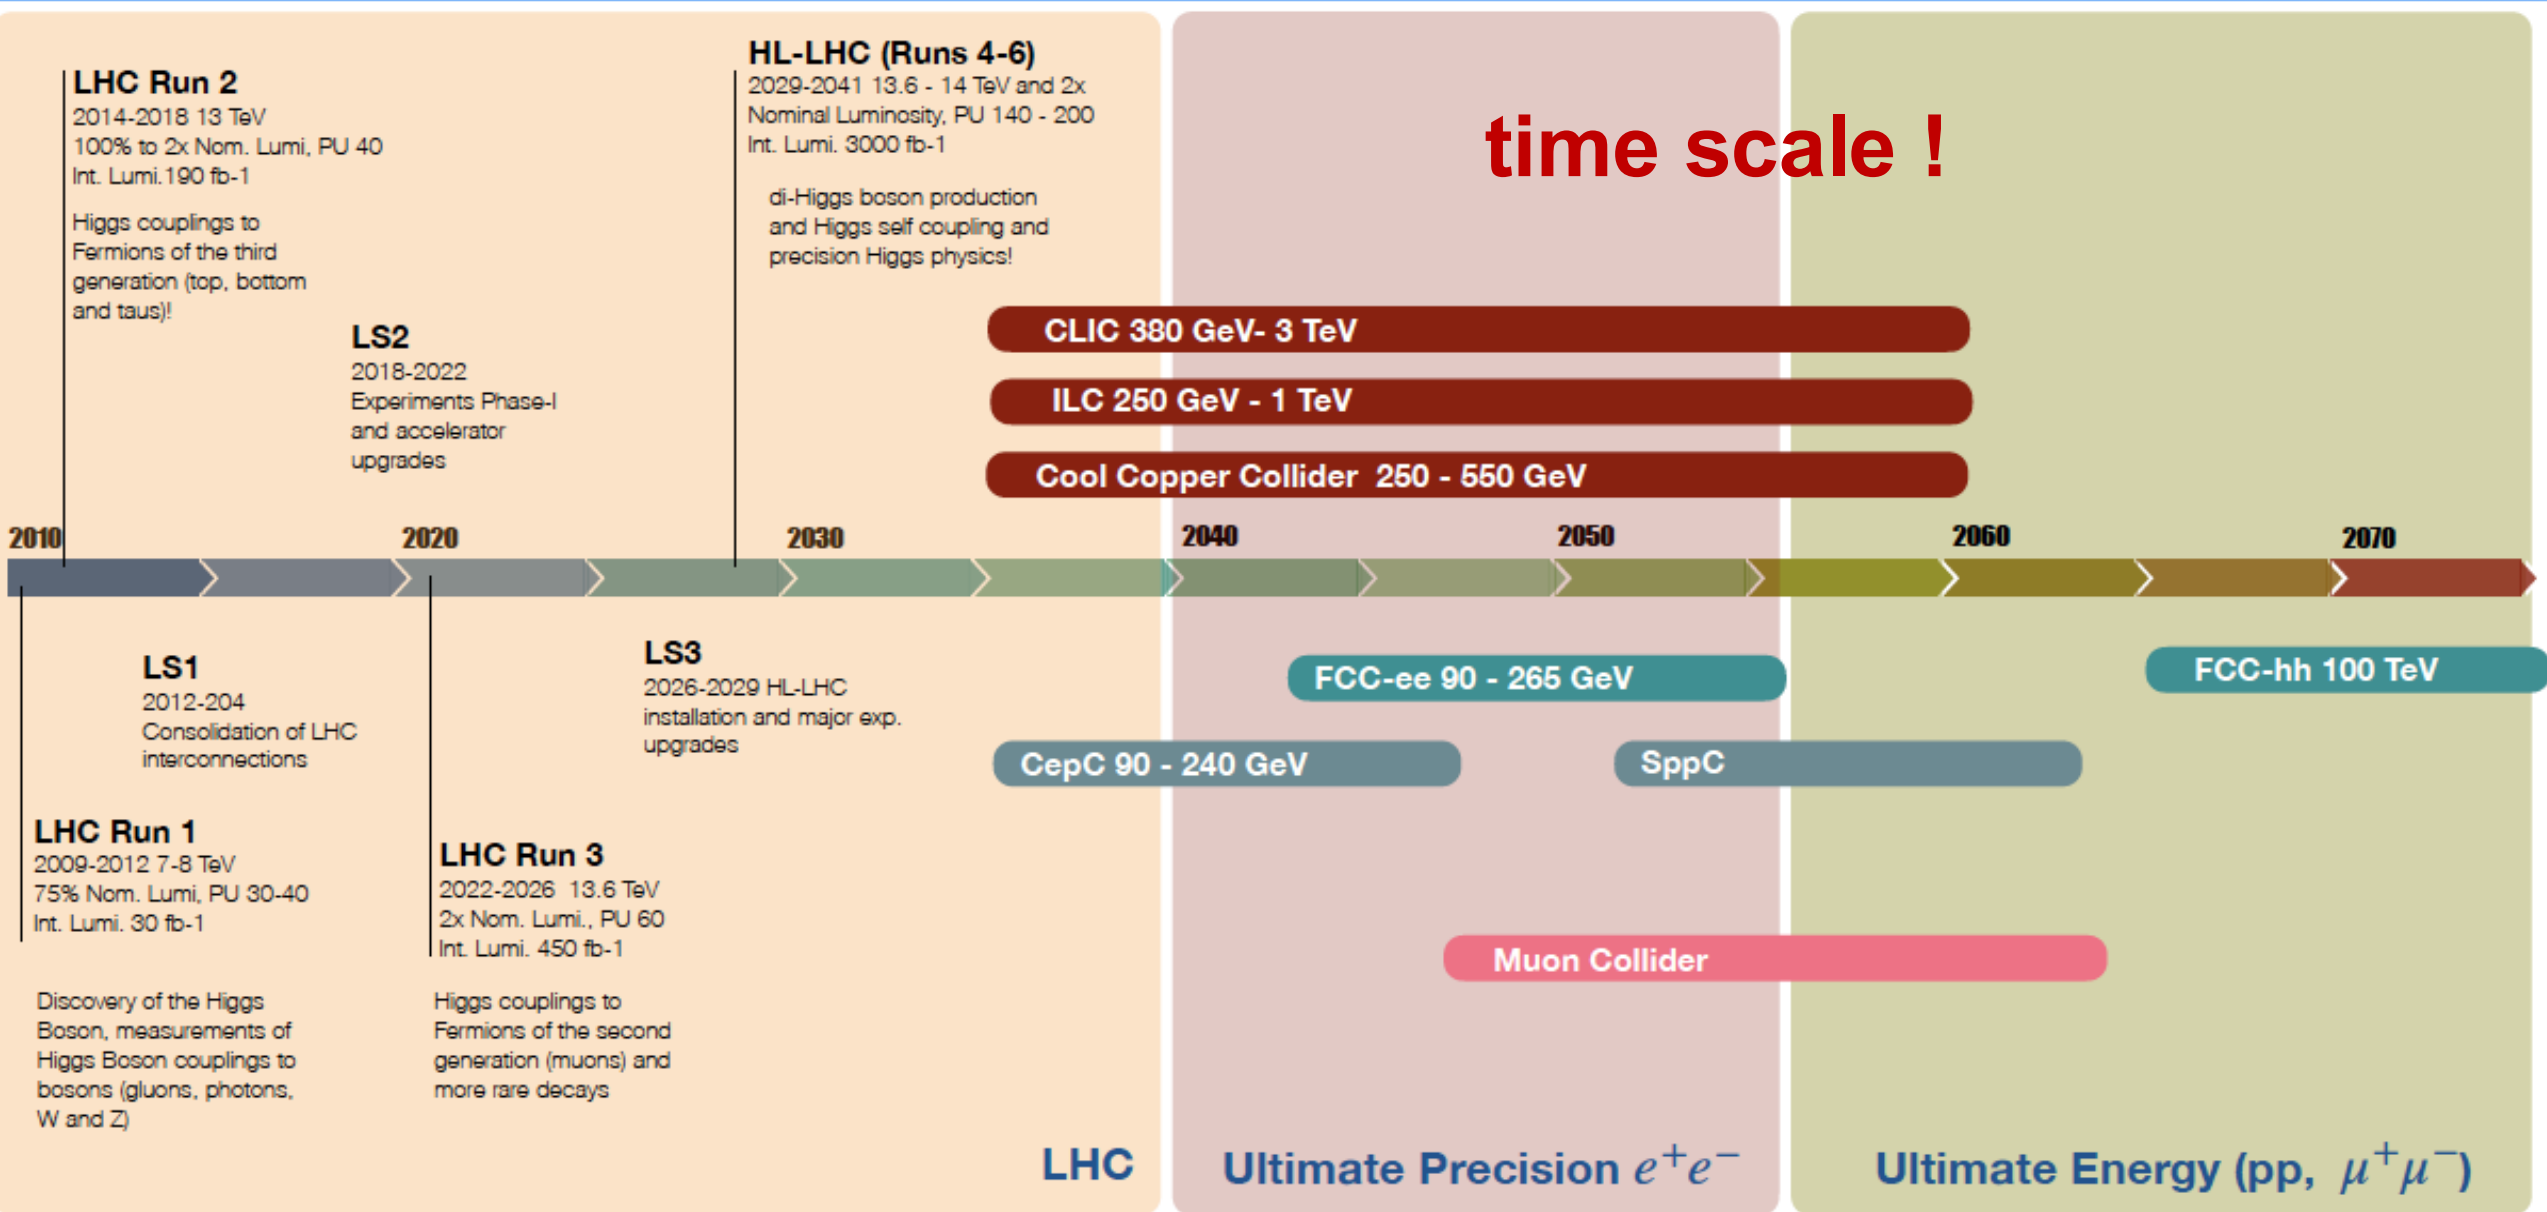 LHC Run 2
2014-2018 13 TeV
100% to 2x Nom. Lumi, PU 40
Int. Lumi.190 fb-1
Higgs couplings to
Fermions of the third
generation (top, bottom
and taus)!
HL-LHC (Runs 4-6)
2029-2041 13.6 - 14 TeV and 2x
Nominal Luminosity, PU 140 - 200
Int. Lumi. 3000 fb-1
di-Higgs boson production
and Higgs self coupling and
precision Higgs physics!
time scale !
LS2
2018-2022
Experiments Phase-I
and accelerator
upgrades
CLIC 380 GeV- 3 TeV
ILC 250 GeV - 1 TeV
Cool Copper Collider 250 - 550 GeV
2010 2020 2030 2040 2050 2060 2070
LS1
2012-204
Consolidation of LHC
interconnections
LS3
2026-2029 HL-LHC
installation and major exp.
upgrades
FCC-ee 90 - 265 GeV
FCC-hh 100 TeV
CepC 90 - 240 GeV
SppC
LHC Run 1
2009-2012 7-8 TeV
75% Nom. Lumi, PU 30-40
Int. Lumi. 30 fb-1
Discovery of the Higgs
Boson, measurements of
Higgs Boson couplings to
bosons (gluons, photons,
W and Z)
LHC Run 3
2022-2026 13.6 TeV
2x Nom. Lumi., PU 60
Int. Lumi. 450 fb-1
Higgs couplings to
Fermions of the second
generation (muons) and
more rare decays
Muon Collider
LHC
Ultimate Precision e⁺e⁻
Ultimate Energy (pp, μ⁺μ⁻)